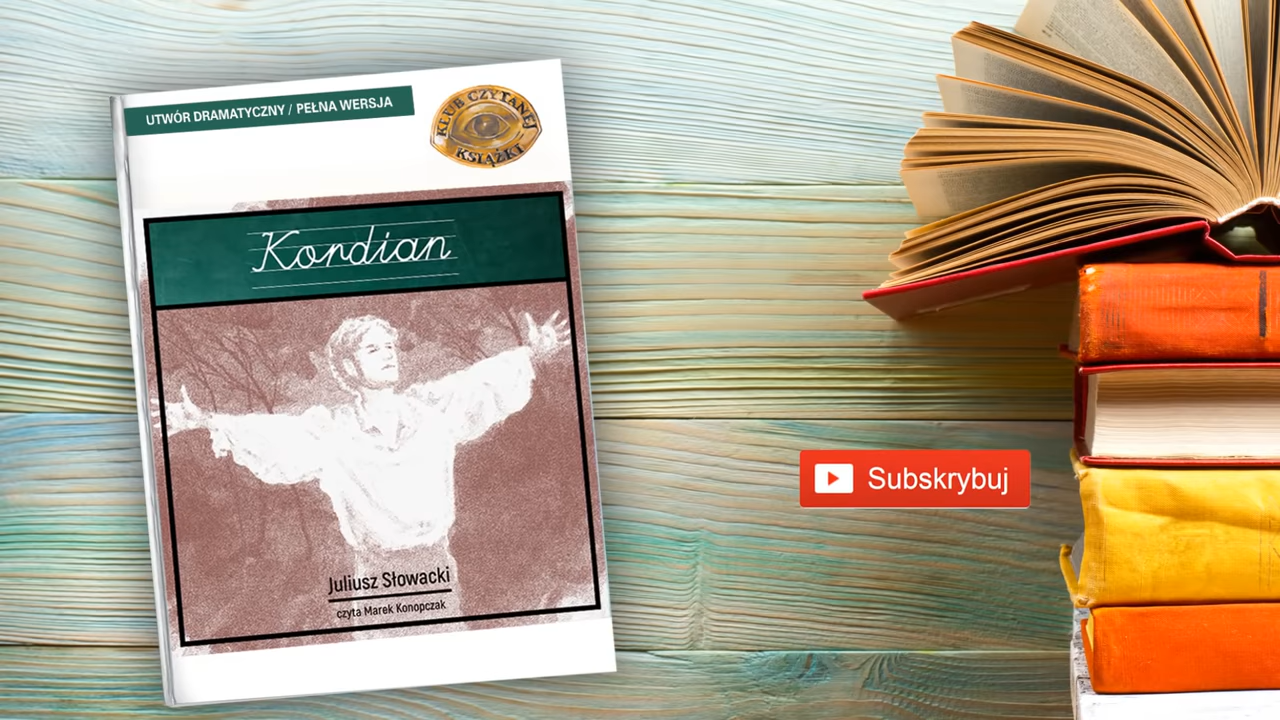 UTWÓR DRAMATYCZNY / PEŁNA WERSJA
KLUB CZYTANEJ
KSIĄŻKI
Kordian
Juliusz Słowacki
czyta Marek Konopczak
Subskrybuj